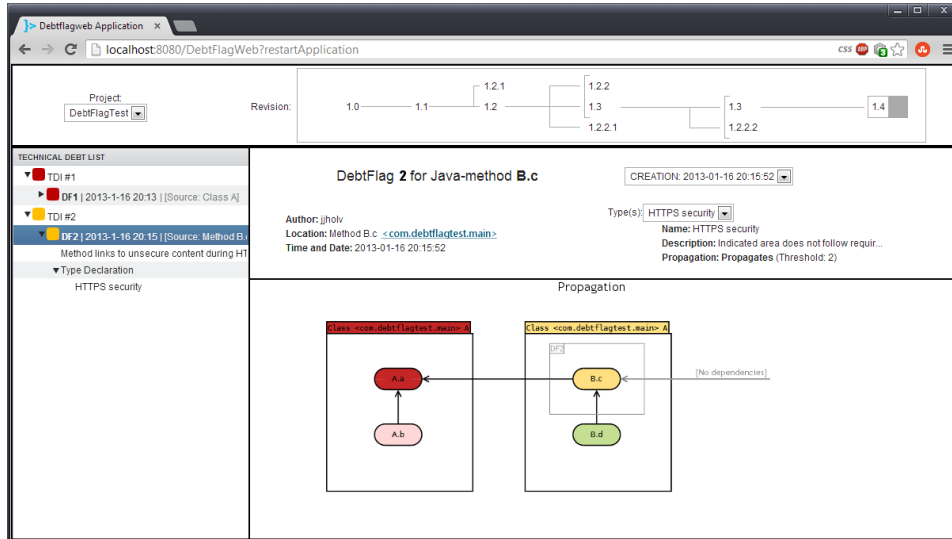 }> Debtflagweb Application ×
localhost:8080/DebtFlagWeb?restartApplication
css ABP
Project:
DebtFlagTest
Revision:
1.2.1 1.2.2
1.0 1.1 1.2 1.3 1.3 1.4
1.2.2.1 1.2.2.2
TECHNICAL DEBT LIST
TDI #1
DF1 | 2013-1-16 20:13 | [Source: Class A]
TDI #2
DF2 | 2013-1-16 20:15 | [Source: Method B.c
Method links to unsecure content during HT
Type Declaration
HTTPS security
DebtFlag 2 for Java-method B.c
CREATION: 2013-01-16 20:15:52
Author: jjholv
Location: Method B.c <com.debtflagtest.main>
Time and Date: 2013-01-16 20:15:52
Type(s): HTTPS security
Name: HTTPS security
Description: Indicated area does not follow requir...
Propagation: Propagates (Threshold: 2)
Propagation
Class <com.debtflagtest.main> A
Class <com.debtflagtest.main> A
DF2
A.a
B.c
[No dependencies]
A.b
B.d